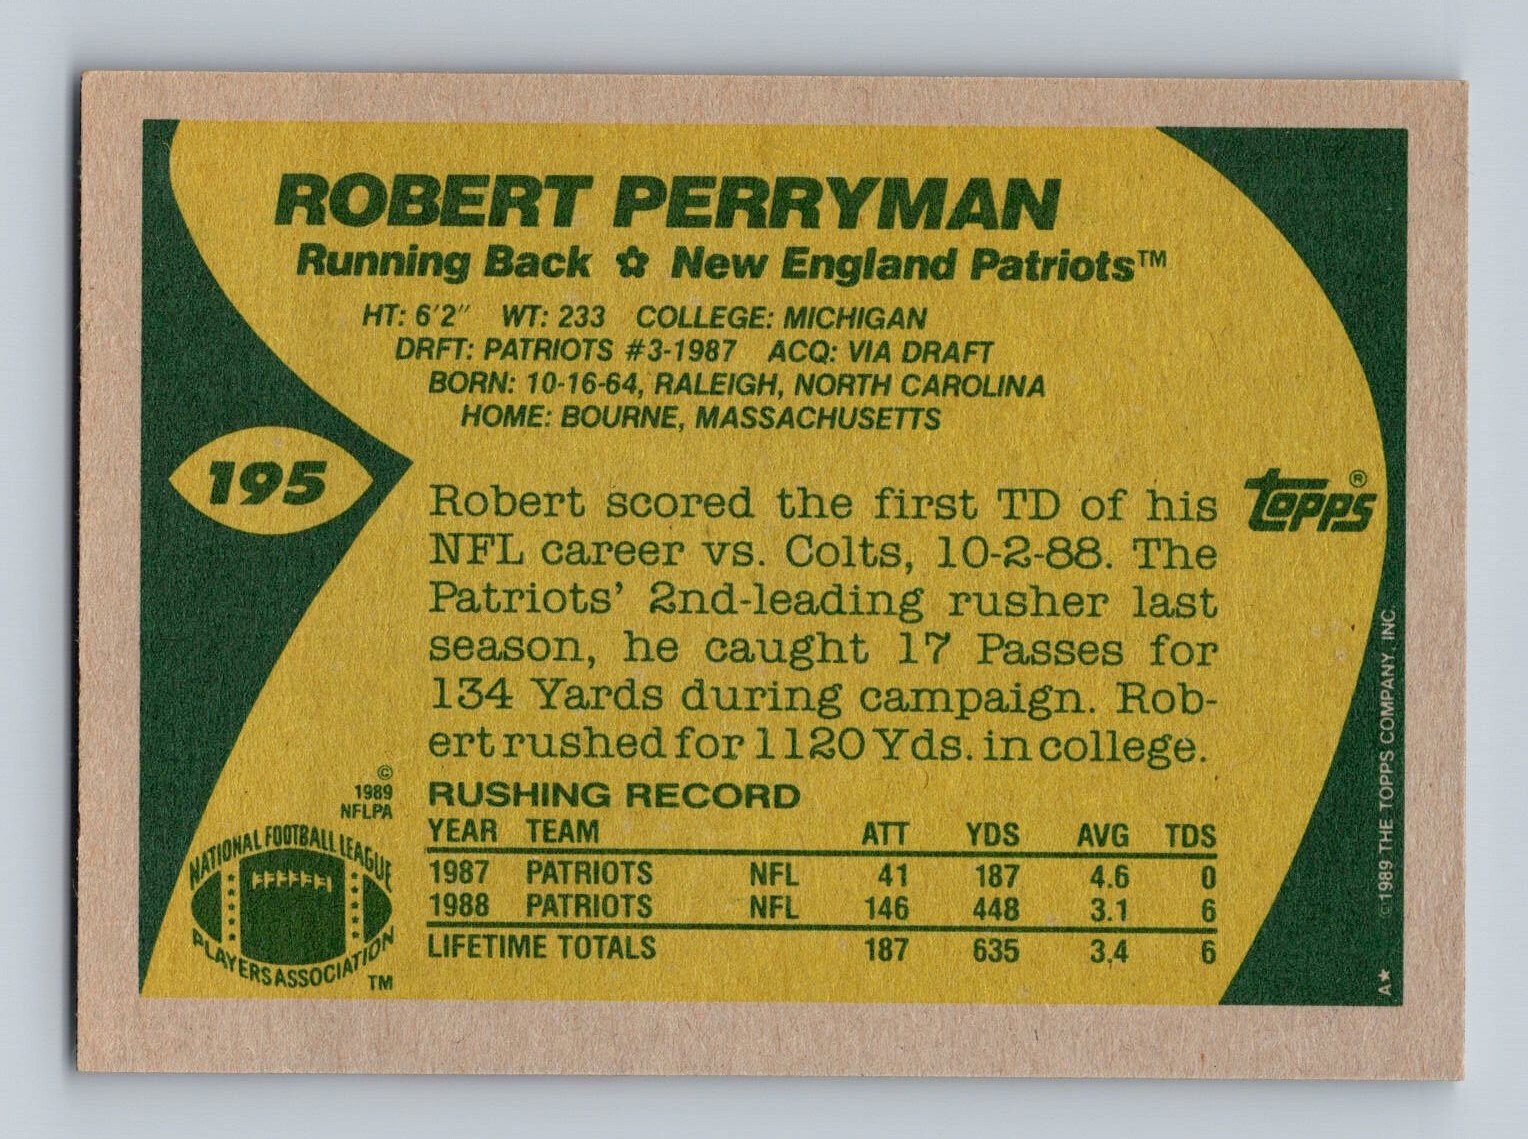 ROBERT PERRYMAN
Running Back ✿ New England Patriots™
HT: 6'2" WT: 233 COLLEGE: MICHIGAN
DRFT: PATRIOTS #3-1987 ACQ: VIA DRAFT
BORN: 10-16-64, RALEIGH, NORTH CAROLINA
HOME: BOURNE, MASSACHUSETTS
195
topps®
Robert scored the first TD of his
NFL career vs. Colts, 10-2-88. The
Patriots' 2nd-leading rusher last
season, he caught 17 Passes for
134 Yards during campaign. Rob-
ert rushed for 1120 Yds. in college.
©
1989
NFLPA
NATIONAL FOOTBALL LEAGUE
PLAYERS ASSOCIATION
TM
RUSHING RECORD
YEAR TEAM ATT YDS AVG TDS
1987 PATRIOTS NFL 41 187 4.6 0
1988 PATRIOTS NFL 146 448 3.1 6
LIFETIME TOTALS 187 635 3.4 6
A★ ©1989 THE TOPPS COMPANY, INC.